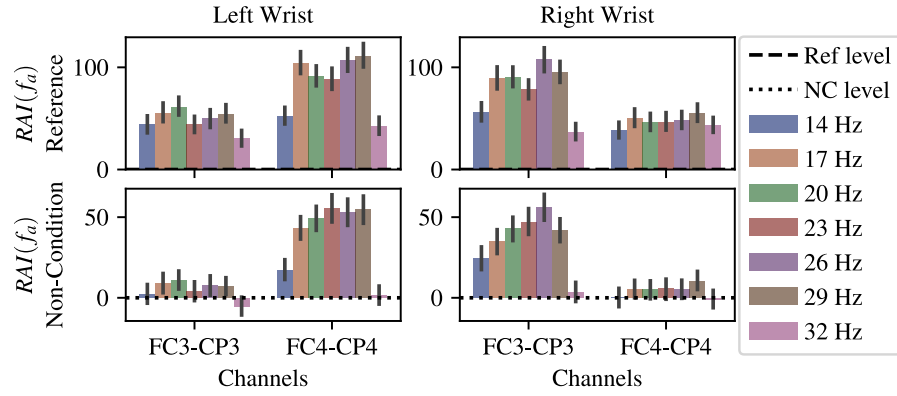 Left Wrist
Right Wrist
RAI(fₐ)
Reference
100
0
100
0
RAI(fₐ)
Non-Condition
50
0
50
0
FC3-CP3
FC4-CP4
FC3-CP3
FC4-CP4
Channels
Channels
Ref level
NC level
14 Hz
17 Hz
20 Hz
23 Hz
26 Hz
29 Hz
32 Hz